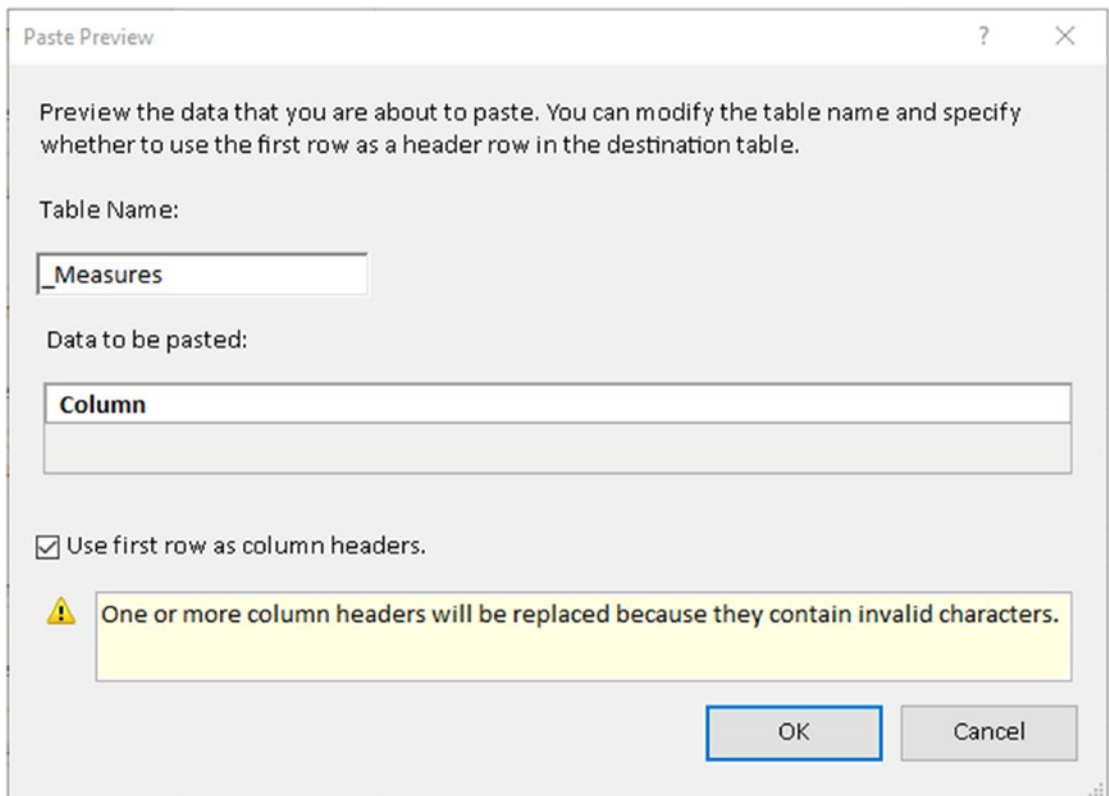 Paste Preview
?
Preview the data that you are about to paste. You can modify the table name and specify
whether to use the first row as a header row in the destination table.
Table Name:
_Measures
Data to be pasted:
Column
Use first row as column headers.
One or more column headers will be replaced because they contain invalid characters.
OK
Cancel